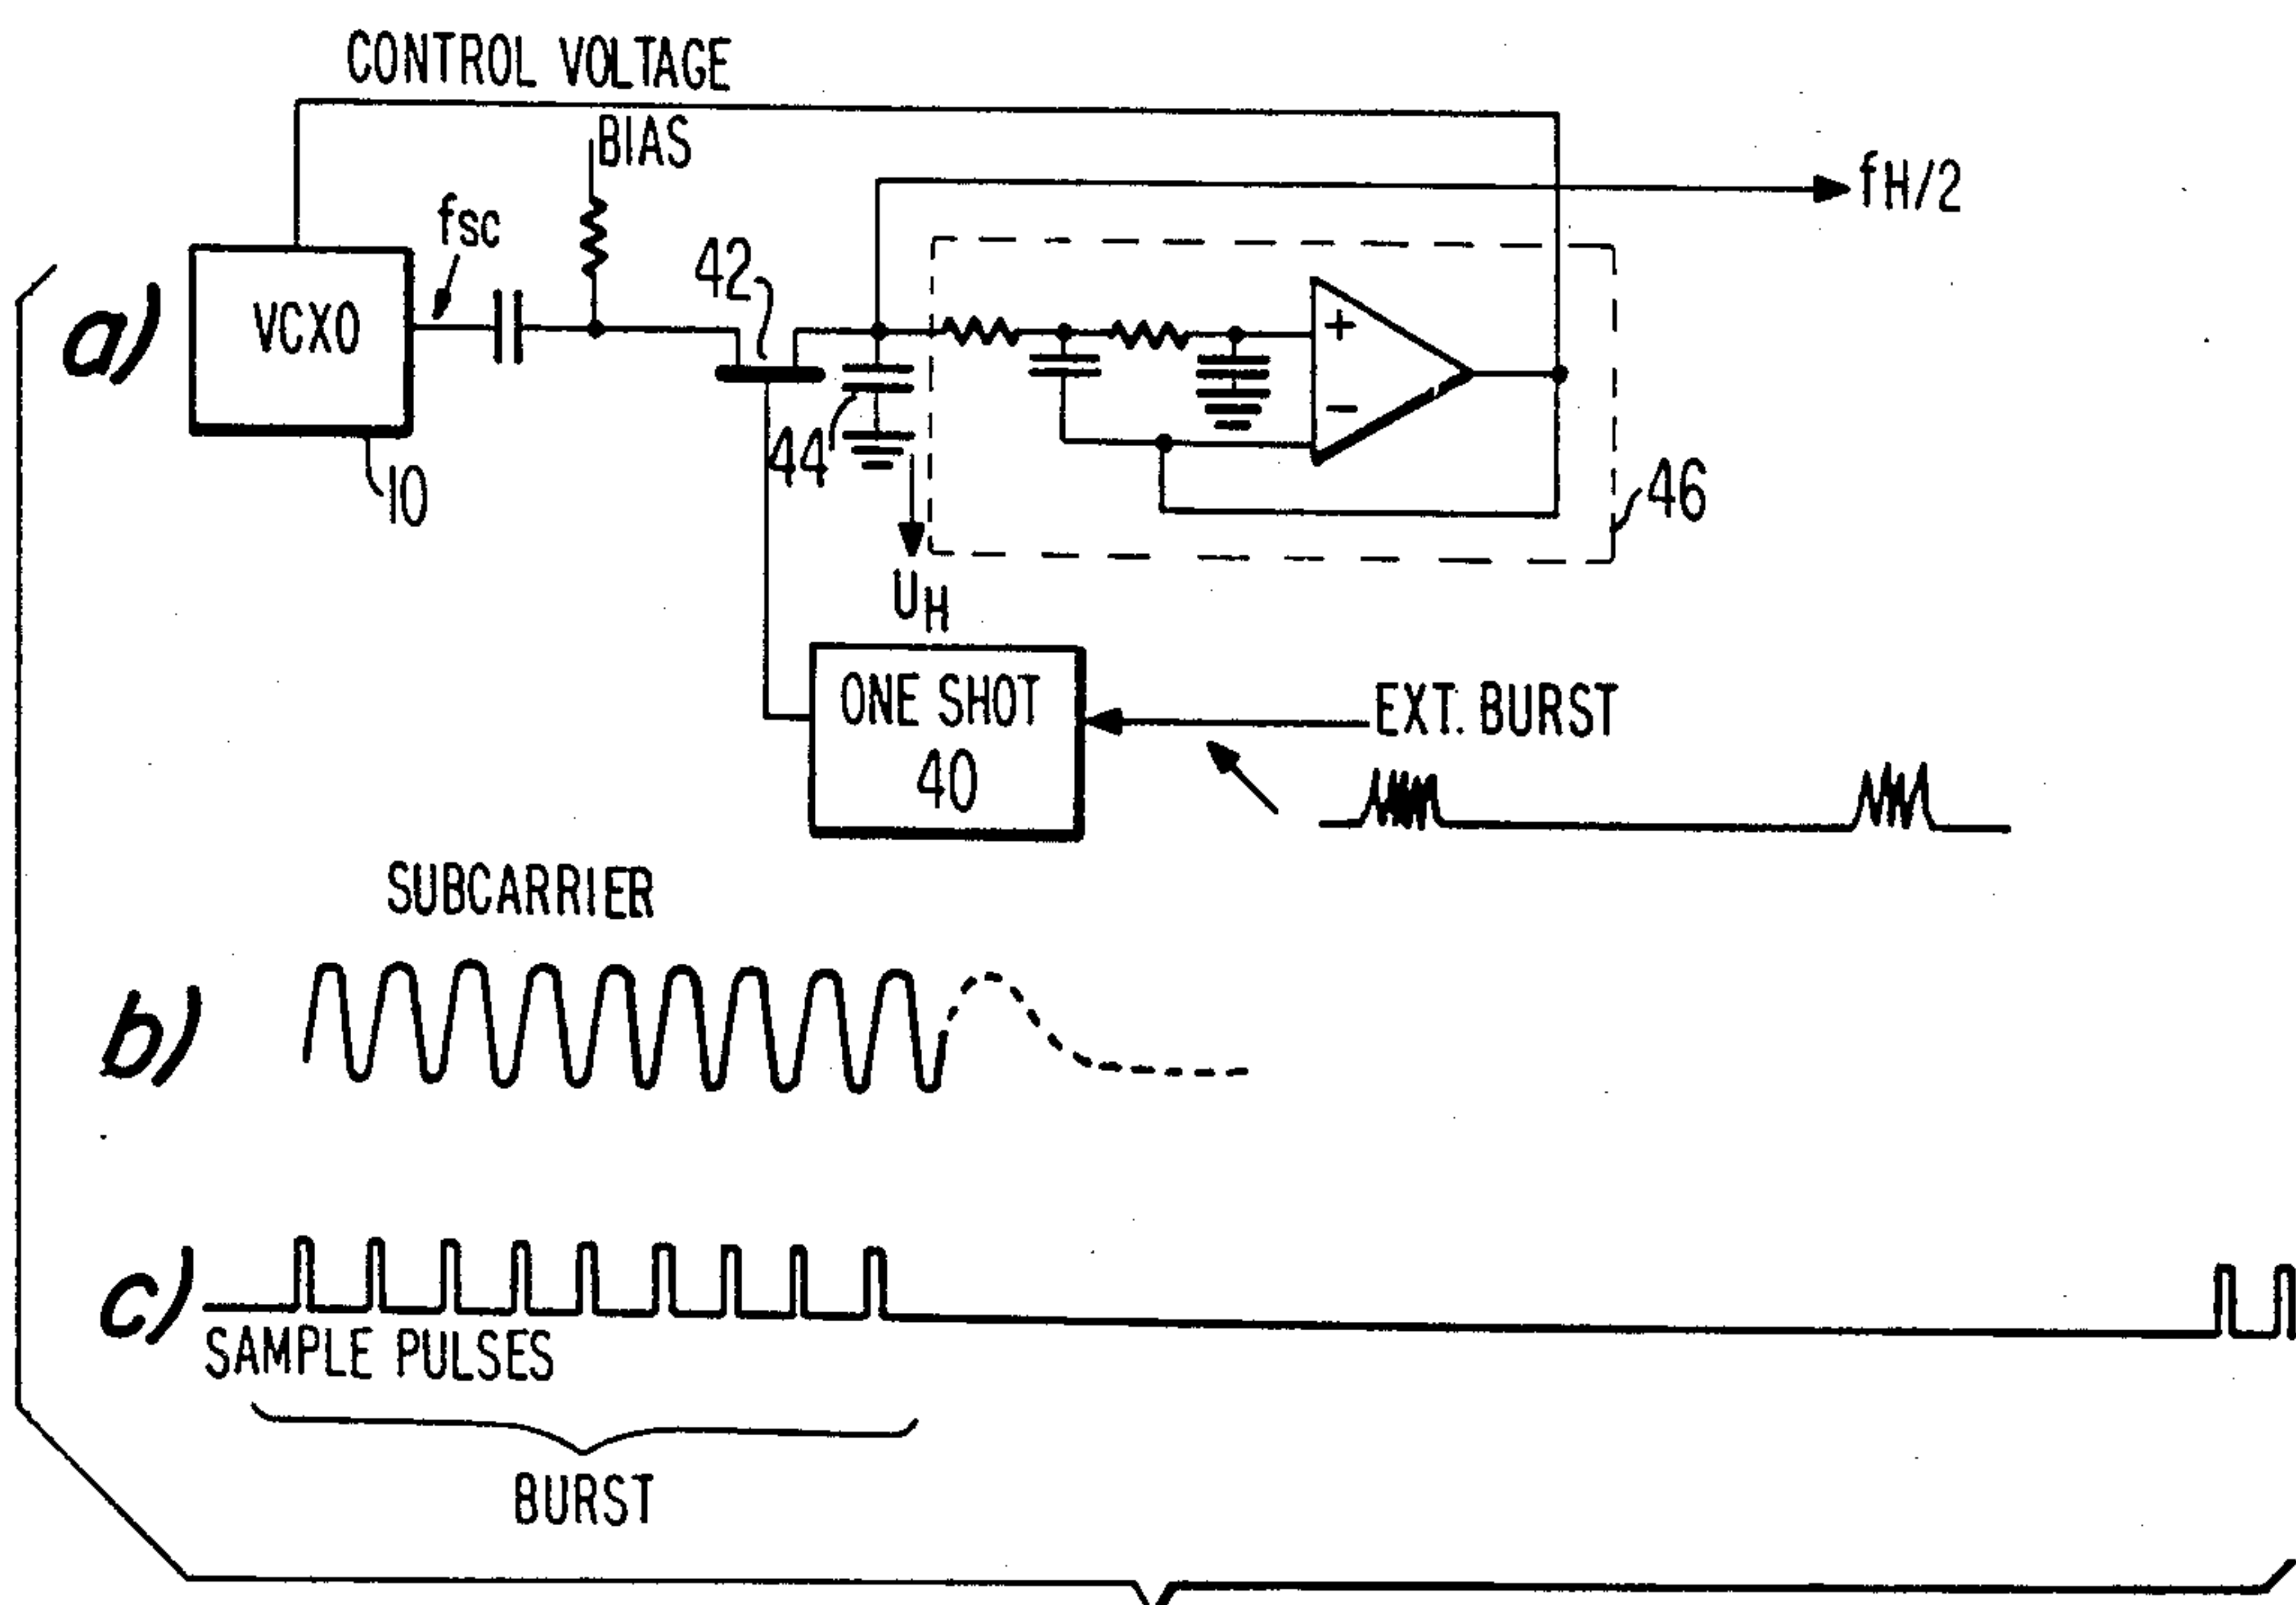 CONTROL VOLTAGE
BIAS
fH/2
fsc
42
a)
VCXO
+
−
44
10
46
UH
ONE SHOT
40
EXT. BURST
SUBCARRIER
b)
c)
SAMPLE PULSES
BURST